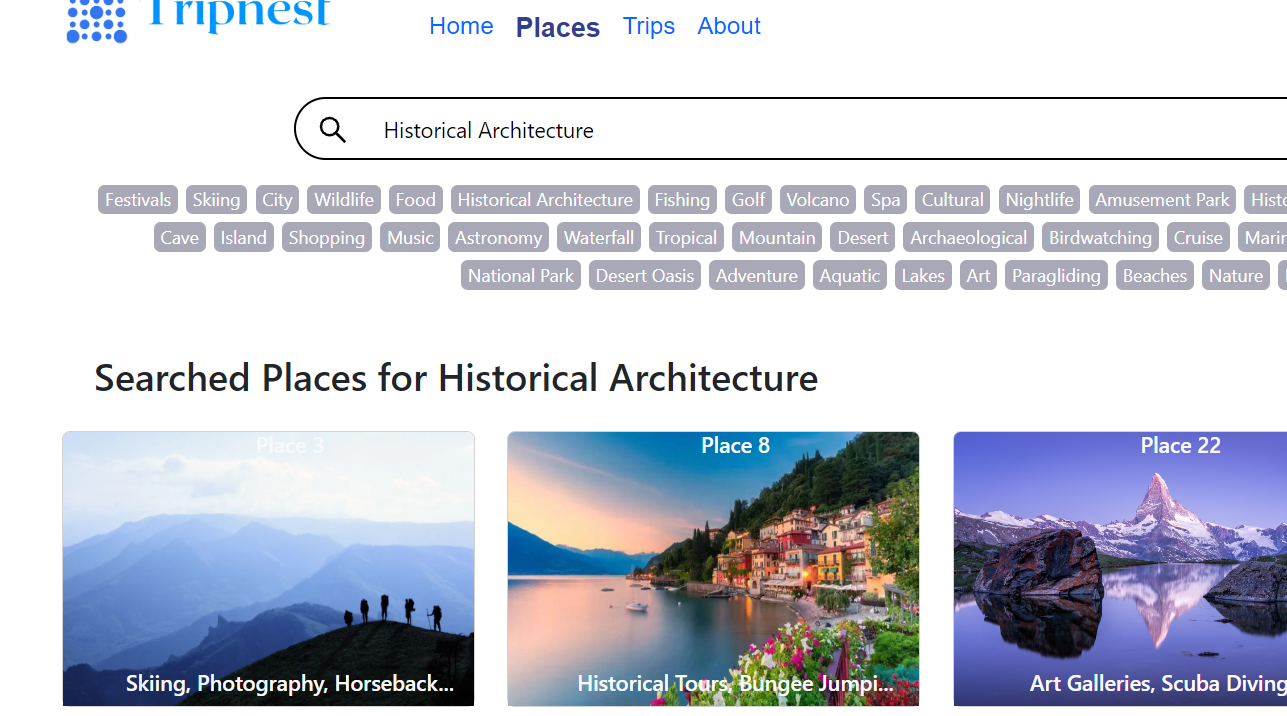 Tripnest
Home Places Trips About
Historical Architecture
Festivals Skiing City Wildlife Food Historical Architecture Fishing Golf Volcano Spa Cultural Nightlife Amusement Park
Cave Island Shopping Music Astronomy Waterfall Tropical Mountain Desert Archaeological Birdwatching Cruise
National Park Desert Oasis Adventure Aquatic Lakes Art Paragliding Beaches Nature
Searched Places for Historical Architecture
Place 3 Place 8 Place 22
Skiing, Photography, Horseback... Historical Tours, Bungee Jumpi... Art Galleries, Scuba Diving